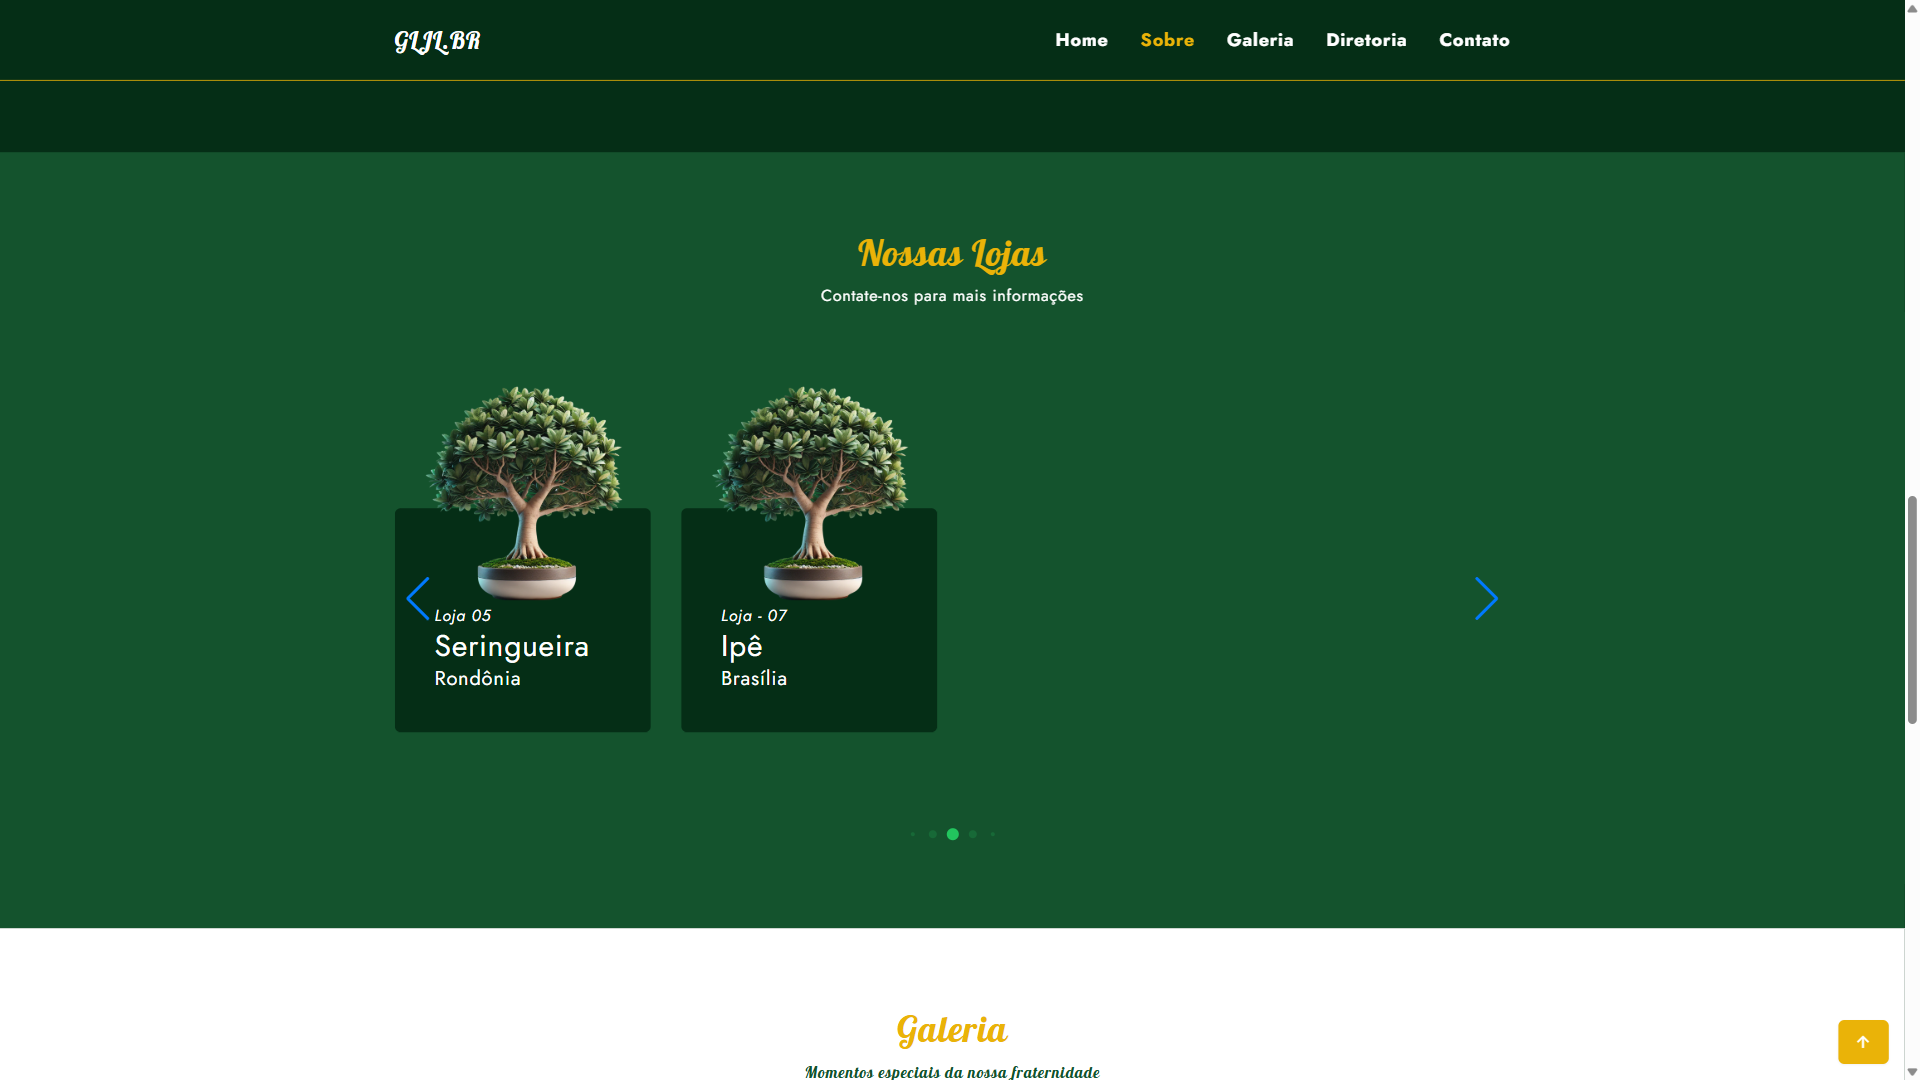 GLJL.BR
Home Sobre Galeria Diretoria Contato
Nossas Lojas
Contate-nos para mais informações
Loja 05
Seringueira
Rondônia
Loja - 07
Ipê
Brasília
Galeria
Momentos especiais da nossa fraternidade